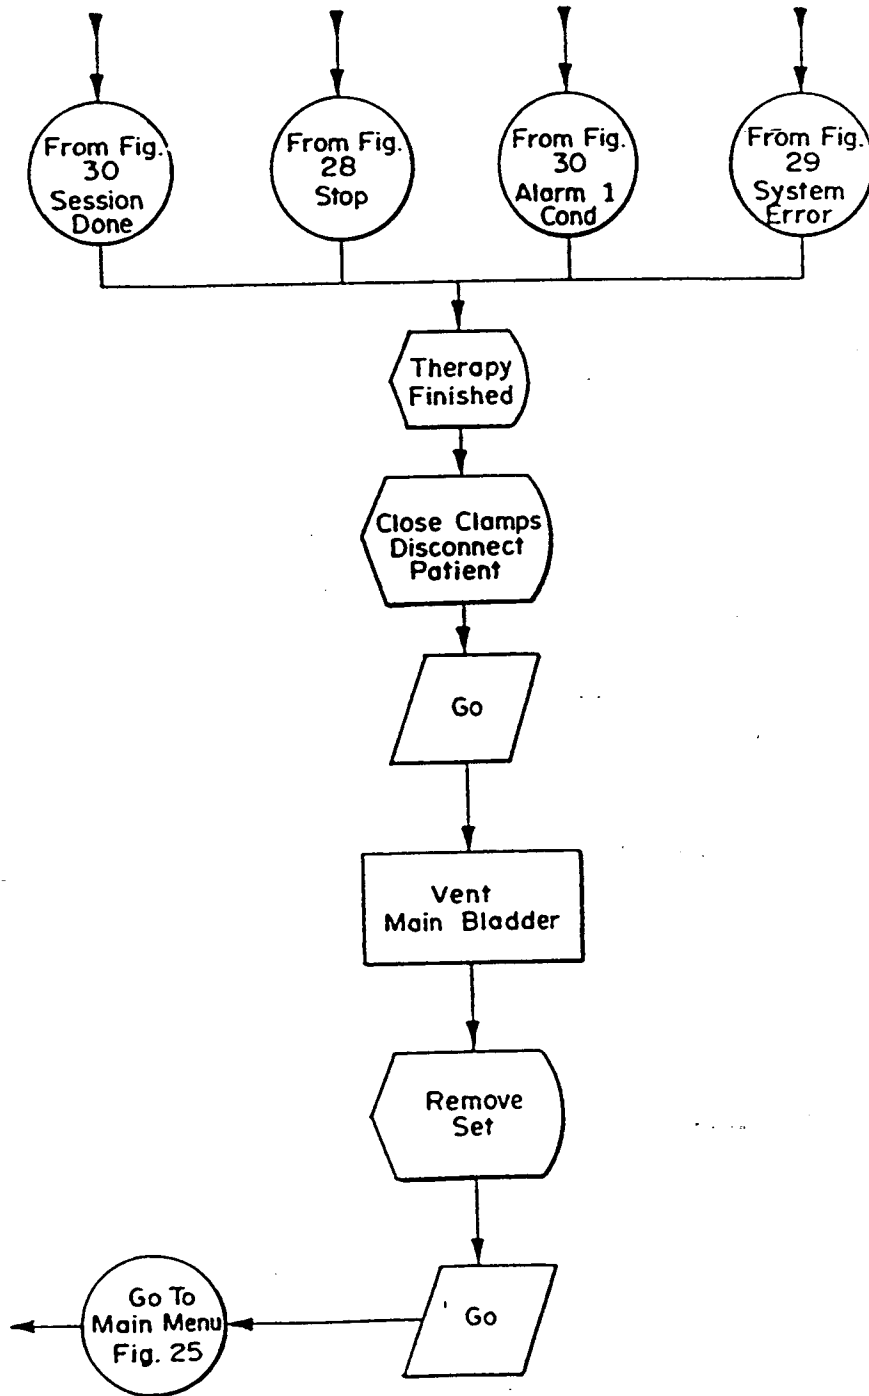 From Fig.
30
Session
Done
From Fig.
28
Stop
From Fig.
30
Alarm 1
Cond
From Fig.
29
System
Error
Therapy
Finished
Close Clamps
Disconnect
Patient
Go
Vent
Main Bladder
Remove
Set
Go
Go To
Main Menu
Fig. 25